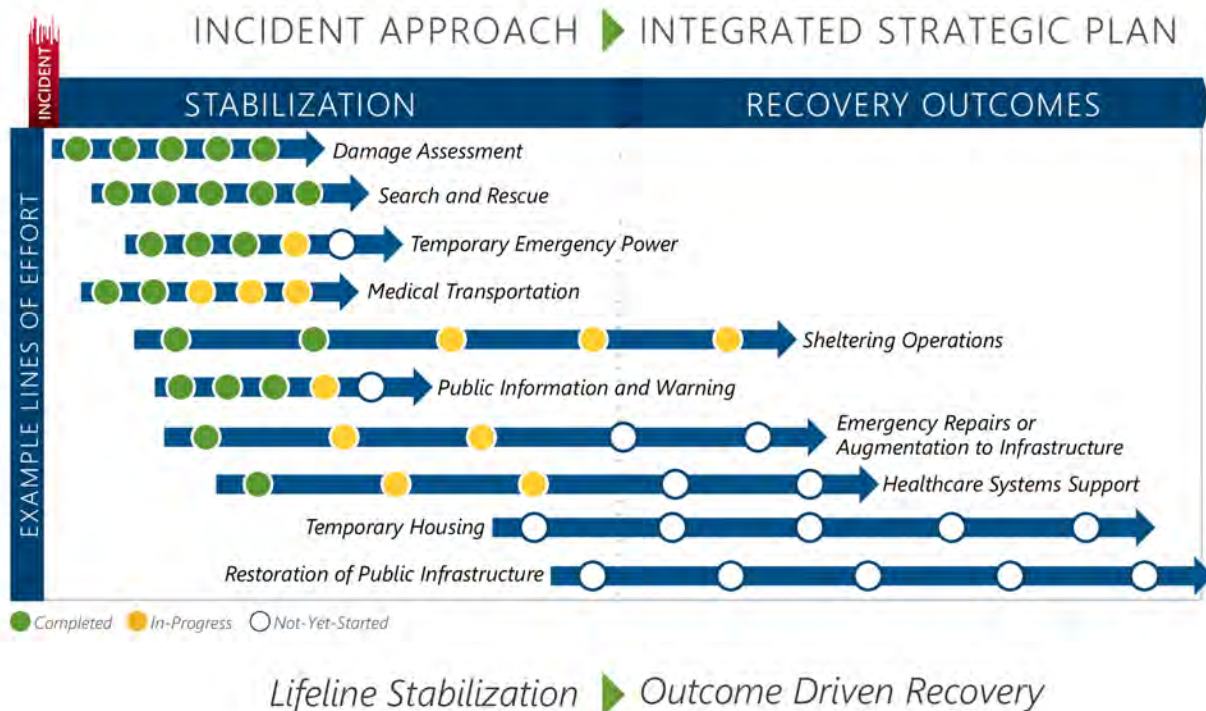 INCIDENT APPROACH INTEGRATED STRATEGIC PLAN
INCIDENT
STABILIZATION RECOVERY OUTCOMES
EXAMPLE LINES OF EFFORT
Damage Assessment
Search and Rescue
Temporary Emergency Power
Medical Transportation
Sheltering Operations
Public Information and Warning
Emergency Repairs or
Augmentation to Infrastructure
Healthcare Systems Support
Temporary Housing
Restoration of Public Infrastructure
Completed In-Progress Not-Yet-Started
Lifeline Stabilization Outcome Driven Recovery